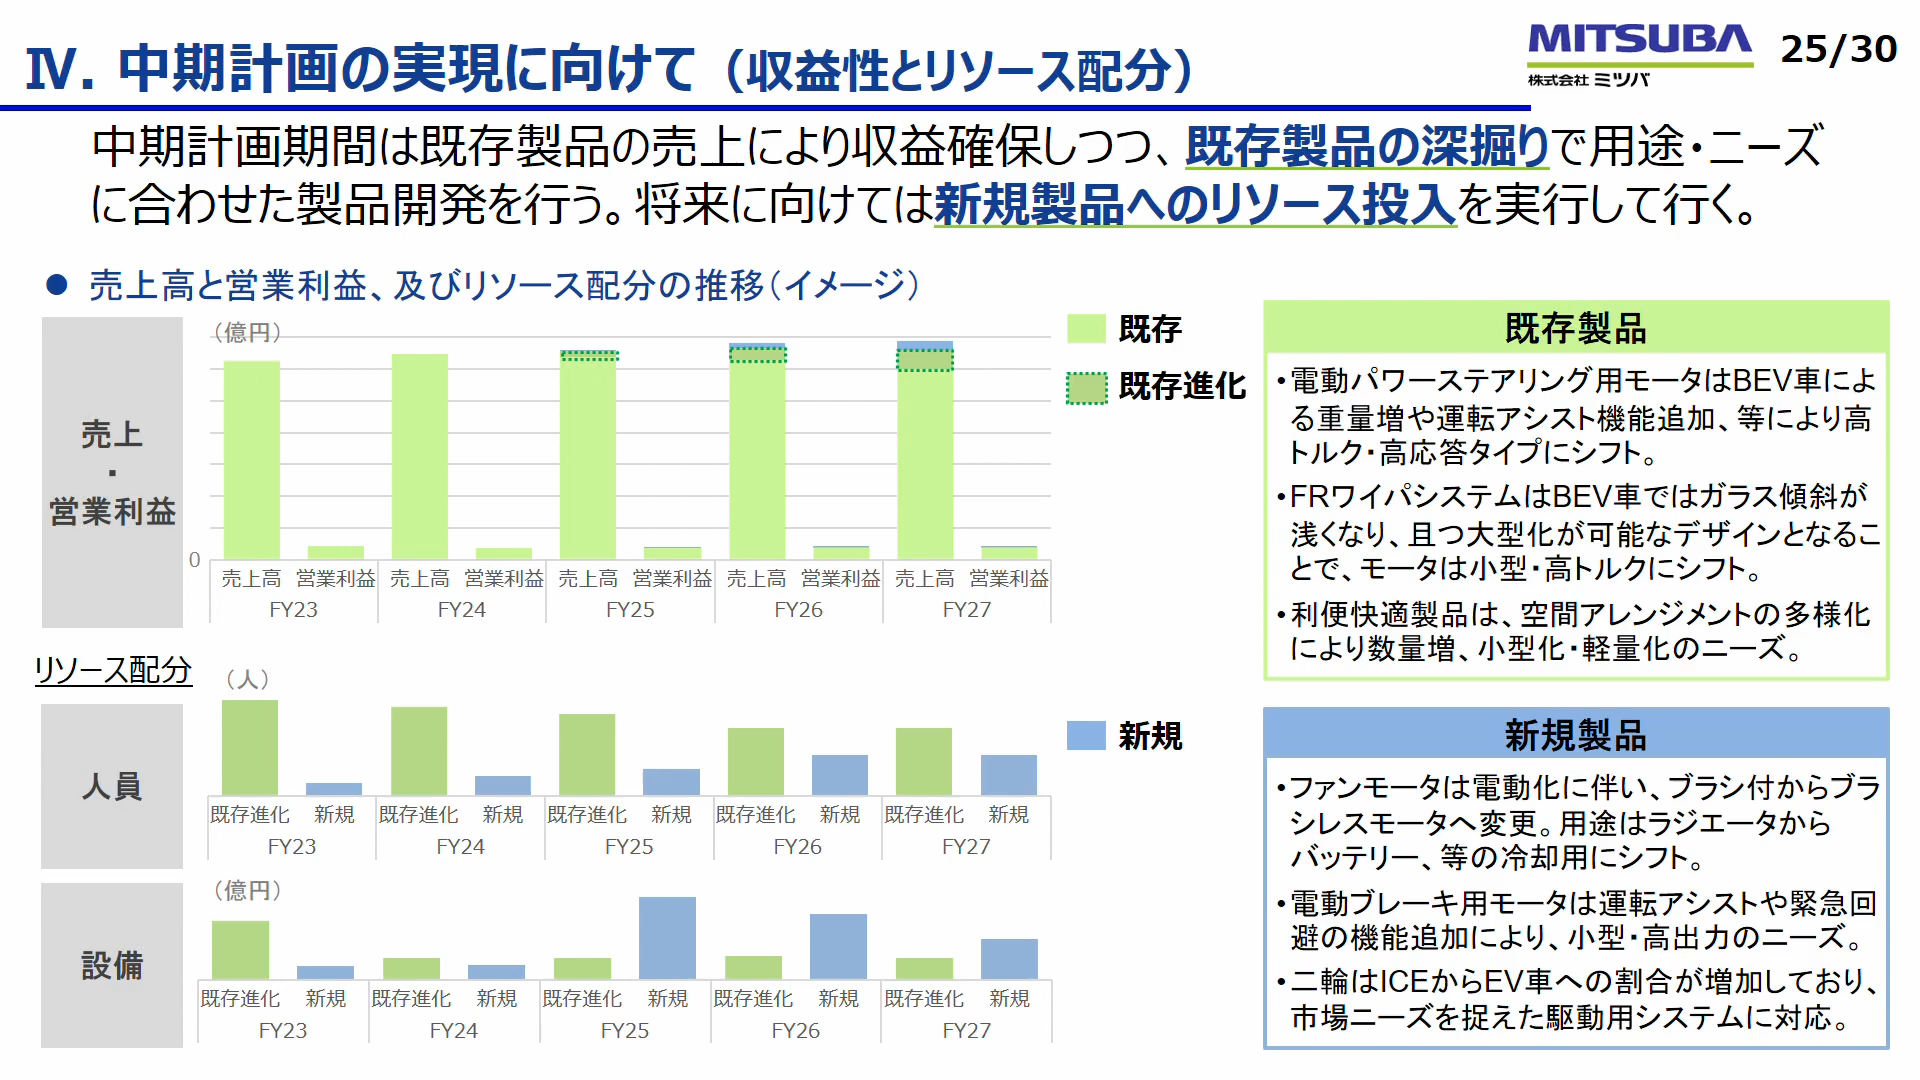 Ⅳ. 中期計画の実現に向けて（収益性とリソース配分）
MITSUBA
株式会社 ミツバ
25/30
中期計画期間は既存製品の売上により収益確保しつつ、既存製品の深掘りで用途・ニーズ
に合わせた製品開発を行う。将来に向けては新規製品へのリソース投入を実行して行く。
● 売上高と営業利益、及びリソース配分の推移（イメージ）
売上
・
営業利益
（億円）
0
売上高 営業利益 売上高 営業利益 売上高 営業利益 売上高 営業利益 売上高 営業利益
FY23 FY24 FY25 FY26 FY27
既存
既存進化
リソース配分
人員
（人）
既存進化 新規 既存進化 新規 既存進化 新規 既存進化 新規 既存進化 新規
FY23 FY24 FY25 FY26 FY27
新規
設備
（億円）
既存進化 新規 既存進化 新規 既存進化 新規 既存進化 新規 既存進化 新規
FY23 FY24 FY25 FY26 FY27
既存製品
・電動パワーステアリング用モータはBEV車によ
る重量増や運転アシスト機能追加、等により高
トルク・高応答タイプにシフト。
・FRワイパシステムはBEV車ではガラス傾斜が
浅くなり、且つ大型化が可能なデザインとなるこ
とで、モータは小型・高トルクにシフト。
・利便快適製品は、空間アレンジメントの多様化
により数量増、小型化・軽量化のニーズ。
新規製品
・ファンモータは電動化に伴い、ブラシ付からブラ
シレスモータへ変更。用途はラジエータから
バッテリー、等の冷却用にシフト。
・電動ブレーキ用モータは運転アシストや緊急回
避の機能追加により、小型・高出力のニーズ。
・二輪はICEからEV車への割合が増加しており、
市場ニーズを捉えた駆動用システムに対応。